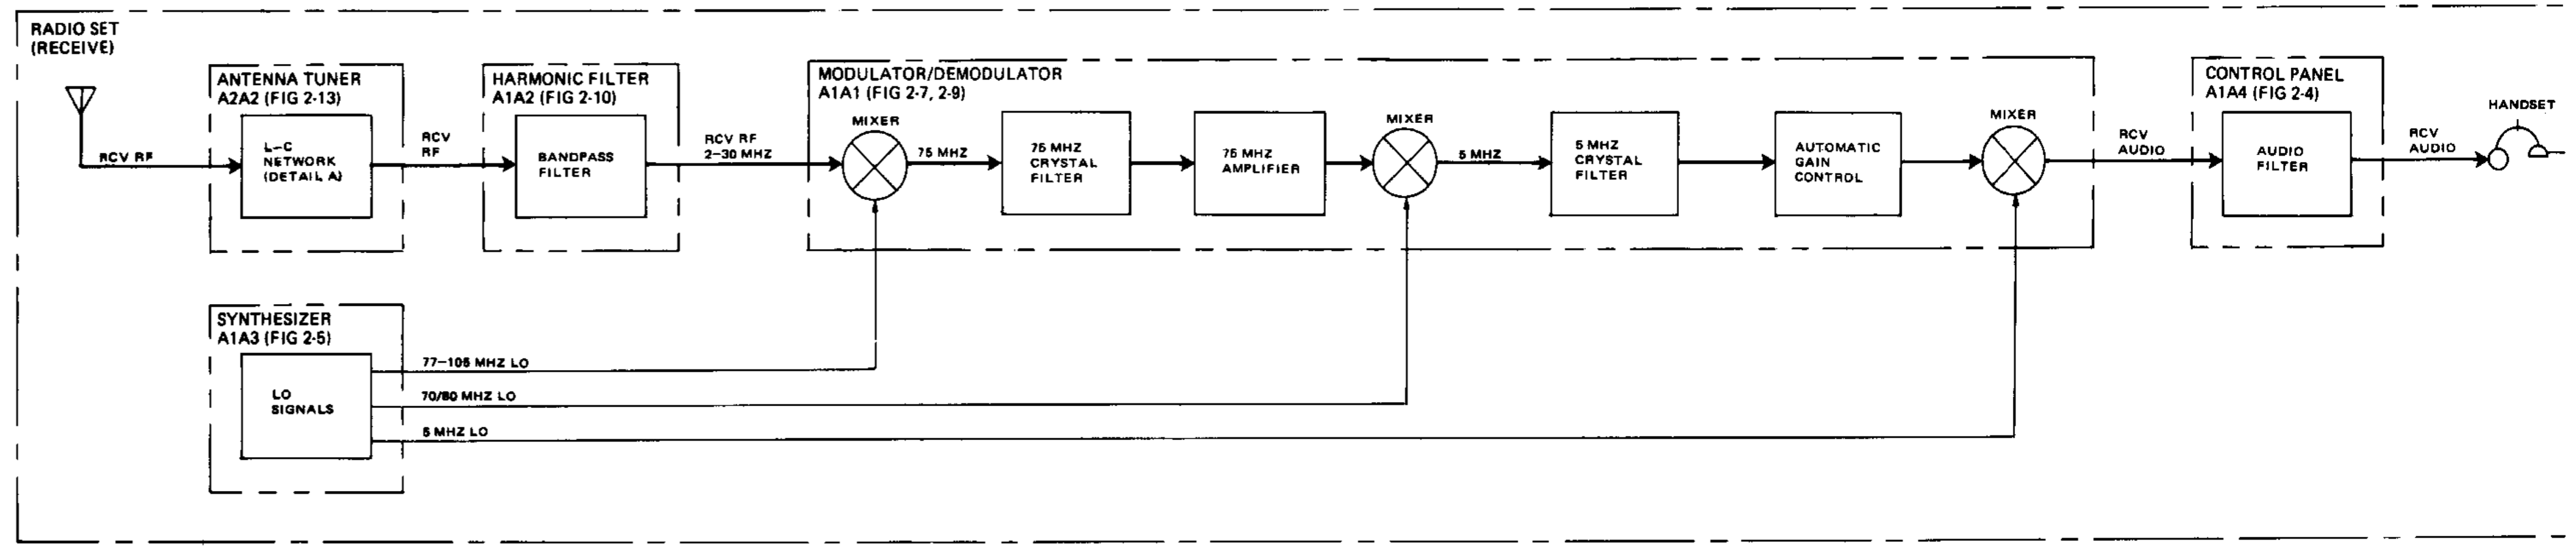 RADIO SET
(RECEIVE)
ANTENNA TUNER
A2A2 (FIG 2-13)
HARMONIC FILTER
A1A2 (FIG 2-10)
MODULATOR/DEMODULATOR
A1A1 (FIG 2-7, 2-9)
CONTROL PANEL
A1A4 (FIG 2-4)
HANDSET
RCV RF
L-C
NETWORK
(DETAIL A)
RCV
RF
BANDPASS
FILTER
RCV RF
2-30 MHZ
MIXER
75 MHZ
75 MHZ
CRYSTAL
FILTER
75 MHZ
AMPLIFIER
MIXER
5 MHZ
5 MHZ
CRYSTAL
FILTER
AUTOMATIC
GAIN
CONTROL
MIXER
RCV
AUDIO
AUDIO
FILTER
RCV
AUDIO
SYNTHESIZER
A1A3 (FIG 2-5)
LO
SIGNALS
77-105 MHZ LO
70/80 MHZ LO
5 MHZ LO